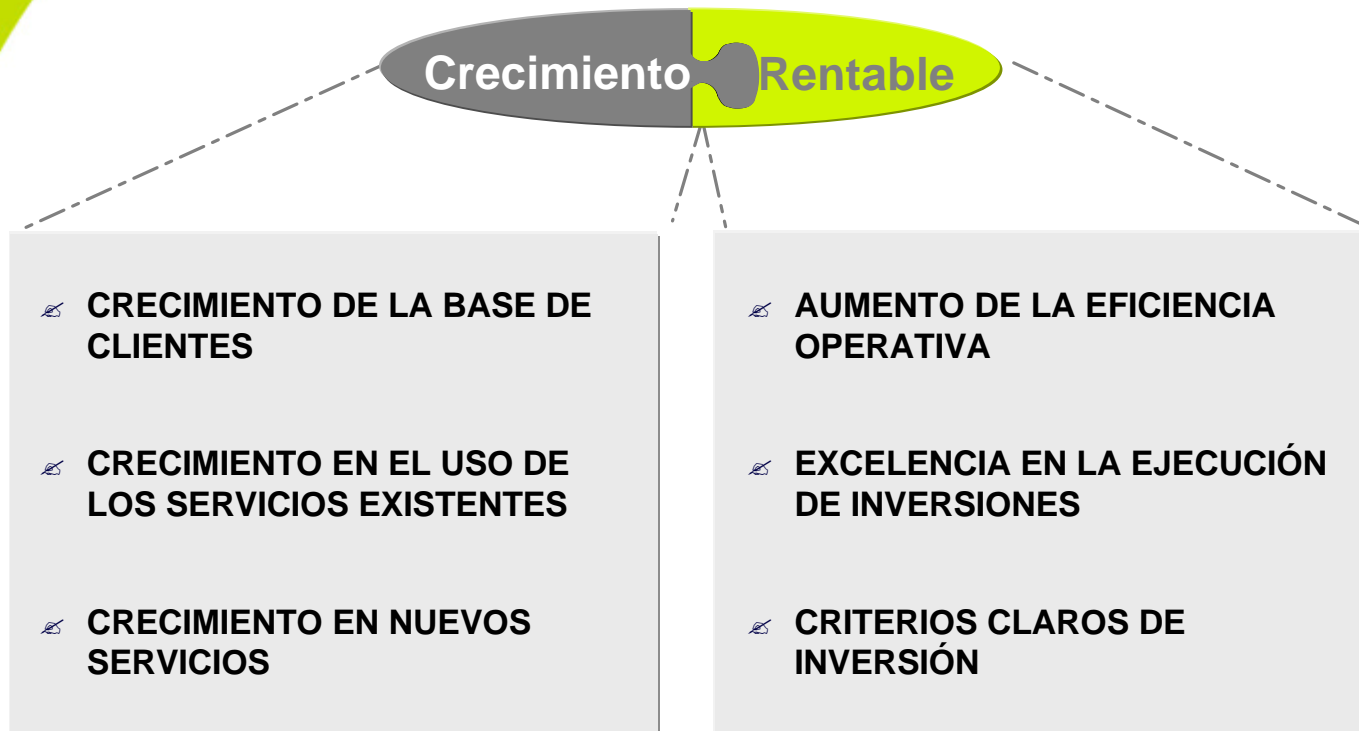 Crecimiento Rentable
CRECIMIENTO DE LA BASE DE
CLIENTES
CRECIMIENTO EN EL USO DE
LOS SERVICIOS EXISTENTES
CRECIMIENTO EN NUEVOS
SERVICIOS
AUMENTO DE LA EFICIENCIA
OPERATIVA
EXCELENCIA EN LA EJECUCIÓN
DE INVERSIONES
CRITERIOS CLAROS DE
INVERSIÓN